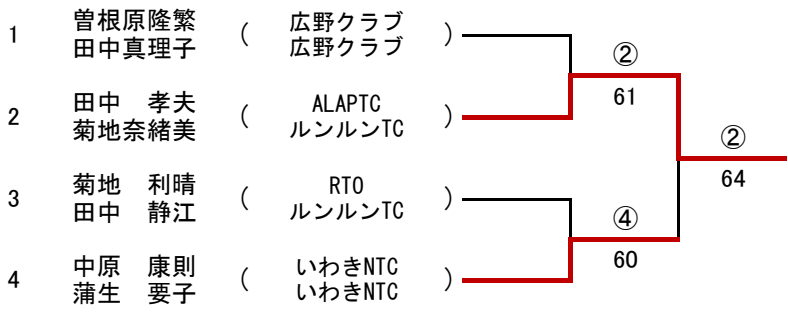 1 曽根原隆繁 ( 広野クラブ )
田中真理子 広野クラブ
②
61
2 田中 孝夫 ( ALAPTC )
菊地奈緒美 ルンルンTC
②
64
3 菊地 利晴 ( RTO )
田中 静江 ルンルンTC
④
60
4 中原 康則 ( いわきNTC )
蒲生 要子 いわきNTC